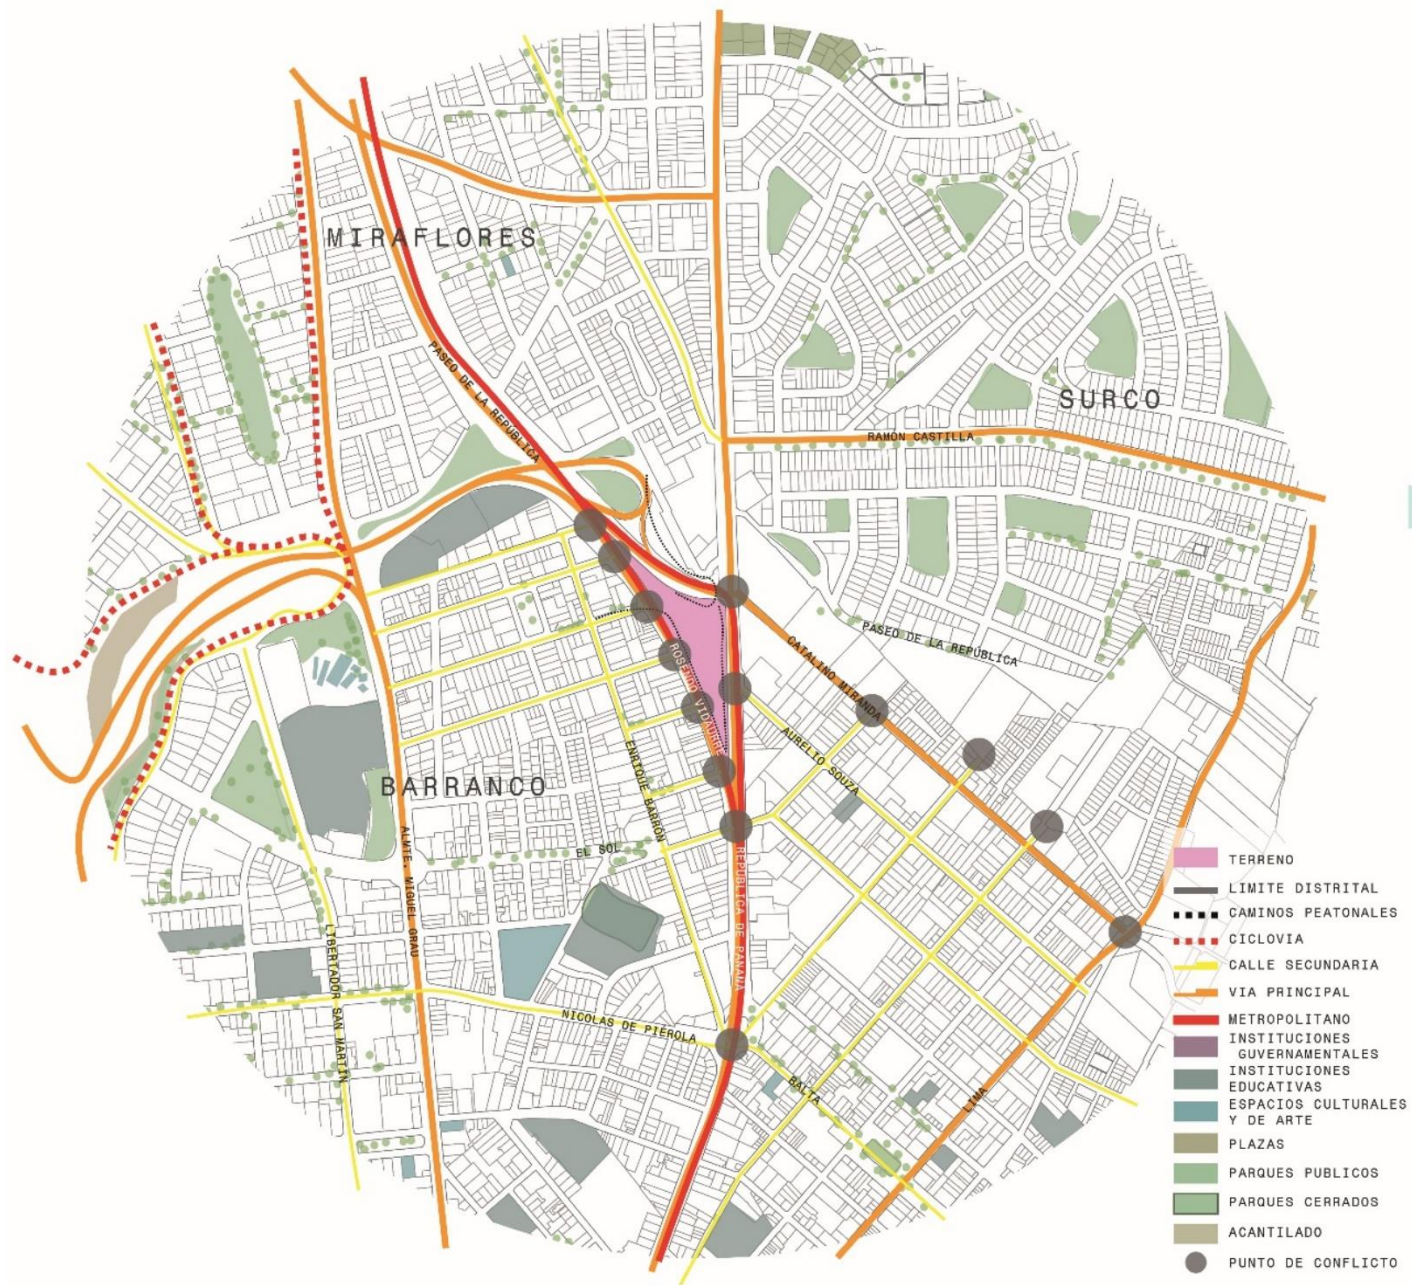 MIRAFLORES
PASEO DE LA REPÚBLICA
SURCO
RAMÓN CASTILLA
PASEO DE LA REPÚBLICA
CATALINO MIRANDA
ROSENDO VIDAURRE
AURELIO SOUZA
ENRIQUE BARRÓN
BARRANCO
EL SOL
ALMTE. MIGUEL GRAU
REPÚBLICA DE PANAMÁ
LIBERTADOR SAN MARTÍN
NICOLAS DE PIÉROLA
BALTA
LIMA
TERRENO
LIMITE DISTRITAL
CAMINOS PEATONALES
CICLOVIA
CALLE SECUNDARIA
VIA PRINCIPAL
METROPOLITANO
INSTITUCIONES
GUVERNAMENTALES
INSTITUCIONES
EDUCATIVAS
ESPACIOS CULTURALES
Y DE ARTE
PLAZAS
PARQUES PUBLICOS
PARQUES CERRADOS
ACANTILADO
PUNTO DE CONFLICTO